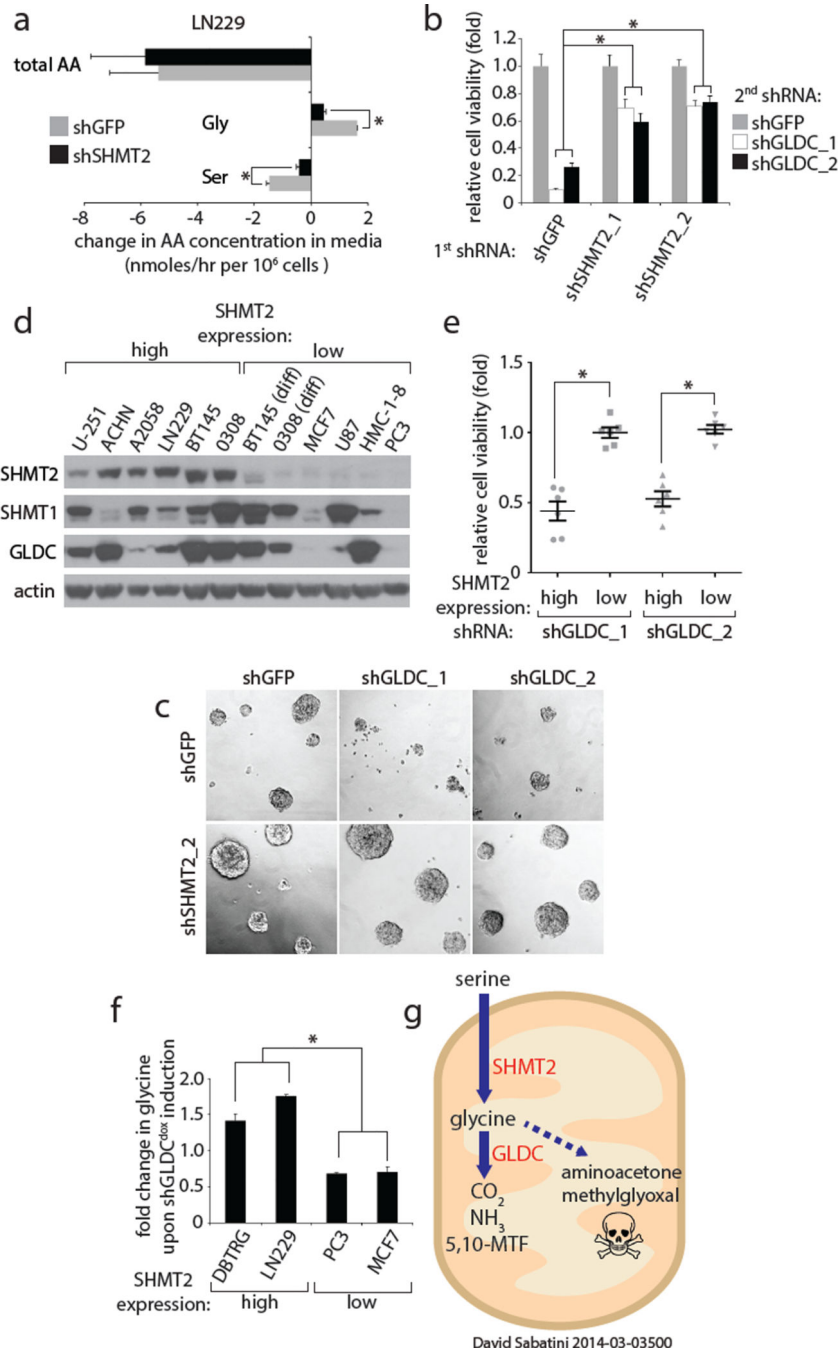 a
LN229
total AA
Gly
Ser
shGFP
shSHMT2
*
*
-8 -6 -4 -2 0 2
change in AA concentration in media
(nmoles/hr per 10⁶ cells )
b
relative cell viability (fold)
1.2
1.0
0.8
0.6
0.4
0.2
0
*
*
2nd shRNA:
shGFP
shGLDC_1
shGLDC_2
1st shRNA:
shGFP
shSHMT2_1
shSHMT2_2
d
SHMT2
expression:
high low
U-251
ACHN
A2058
LN229
BT145
0308
BT145 (diff)
0308 (diff)
MCF7
U87
HMC-1-8
PC3
SHMT2
SHMT1
GLDC
actin
e
relative cell viability (fold)
1.5
1.0
0.5
0
* *
SHMT2
expression:
high low high low
shRNA: shGLDC_1 shGLDC_2
c
shGFP shGLDC_1 shGLDC_2
shGFP
shSHMT2_2
f
fold change in glycine
upon shGLDCdox induction
*
2.0
1.5
1.0
0.5
0
DBTRG
LN229
PC3
MCF7
SHMT2
expression:
high low
g
serine
SHMT2
glycine
GLDC
CO₂
NH₃
5,10-MTF
aminoacetone
methylglyoxal
David Sabatini 2014-03-03500